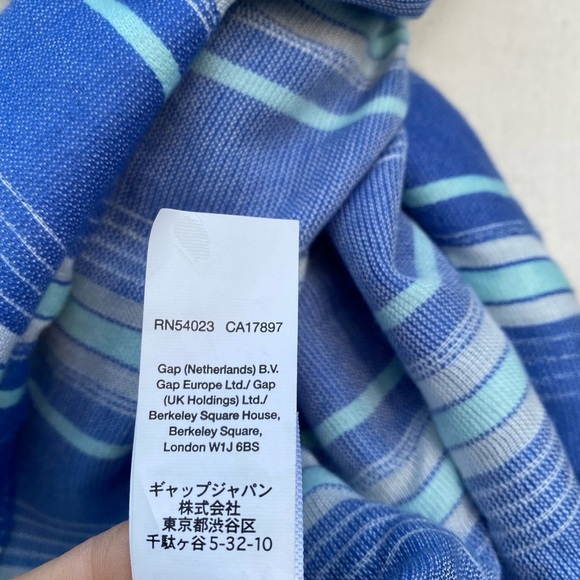 RN54023 CA17897
Gap (Netherlands) B.V.
Gap Europe Ltd./ Gap
(UK Holdings) Ltd./
Berkeley Square House,
Berkeley Square,
London W1J 6BS
ギャップジャパン
株式会社
東京都渋谷区
千駄ヶ谷 5-32-10